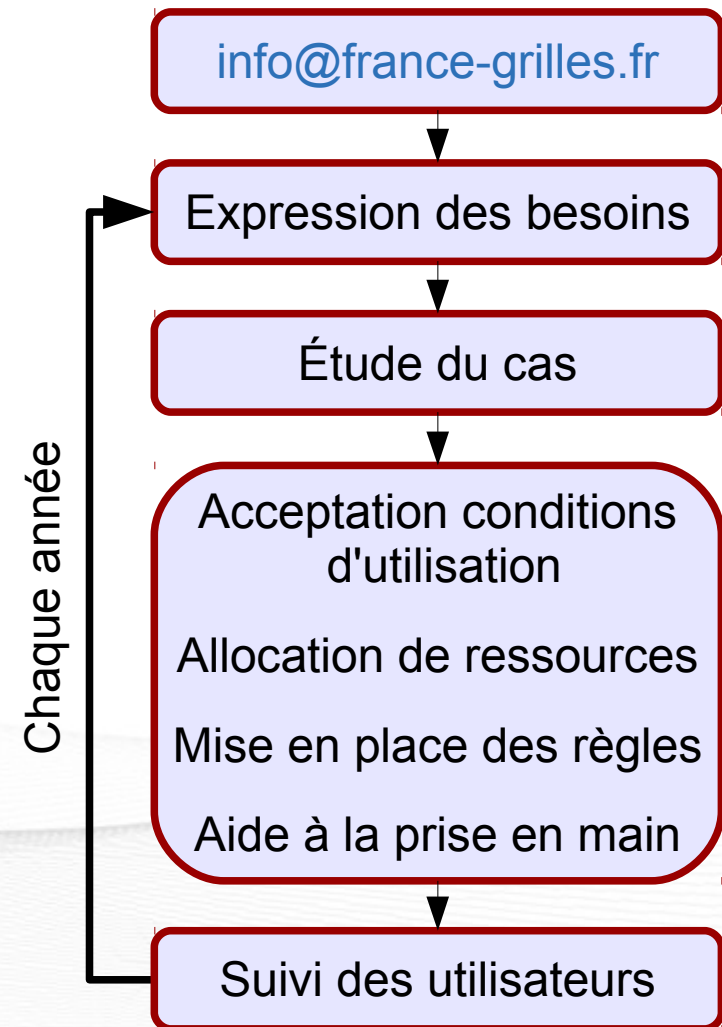 info@france-grilles.fr
Expression des besoins
Étude du cas
Chaque année
Acceptation conditions
d'utilisation
Allocation de ressources
Mise en place des règles
Aide à la prise en main
Suivi des utilisateurs